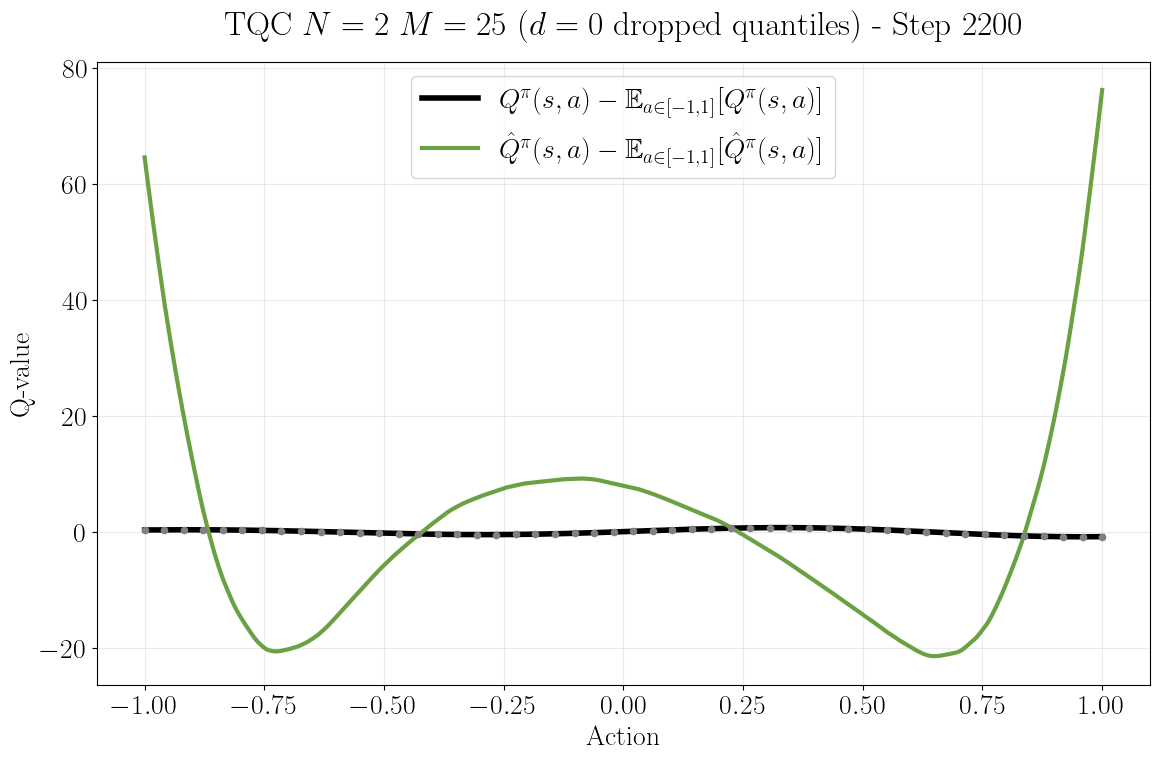 TQC N = 2 M = 25 (d = 0 dropped quantiles) - Step 2200
Q^π(s, a) − 𝔼_{a∈[−1,1]}[Q^π(s, a)]
Q̂^π(s, a) − 𝔼_{a∈[−1,1]}[Q̂^π(s, a)]
80
60
40
20
0
−20
Q-value
−1.00 −0.75 −0.50 −0.25 0.00 0.25 0.50 0.75 1.00
Action